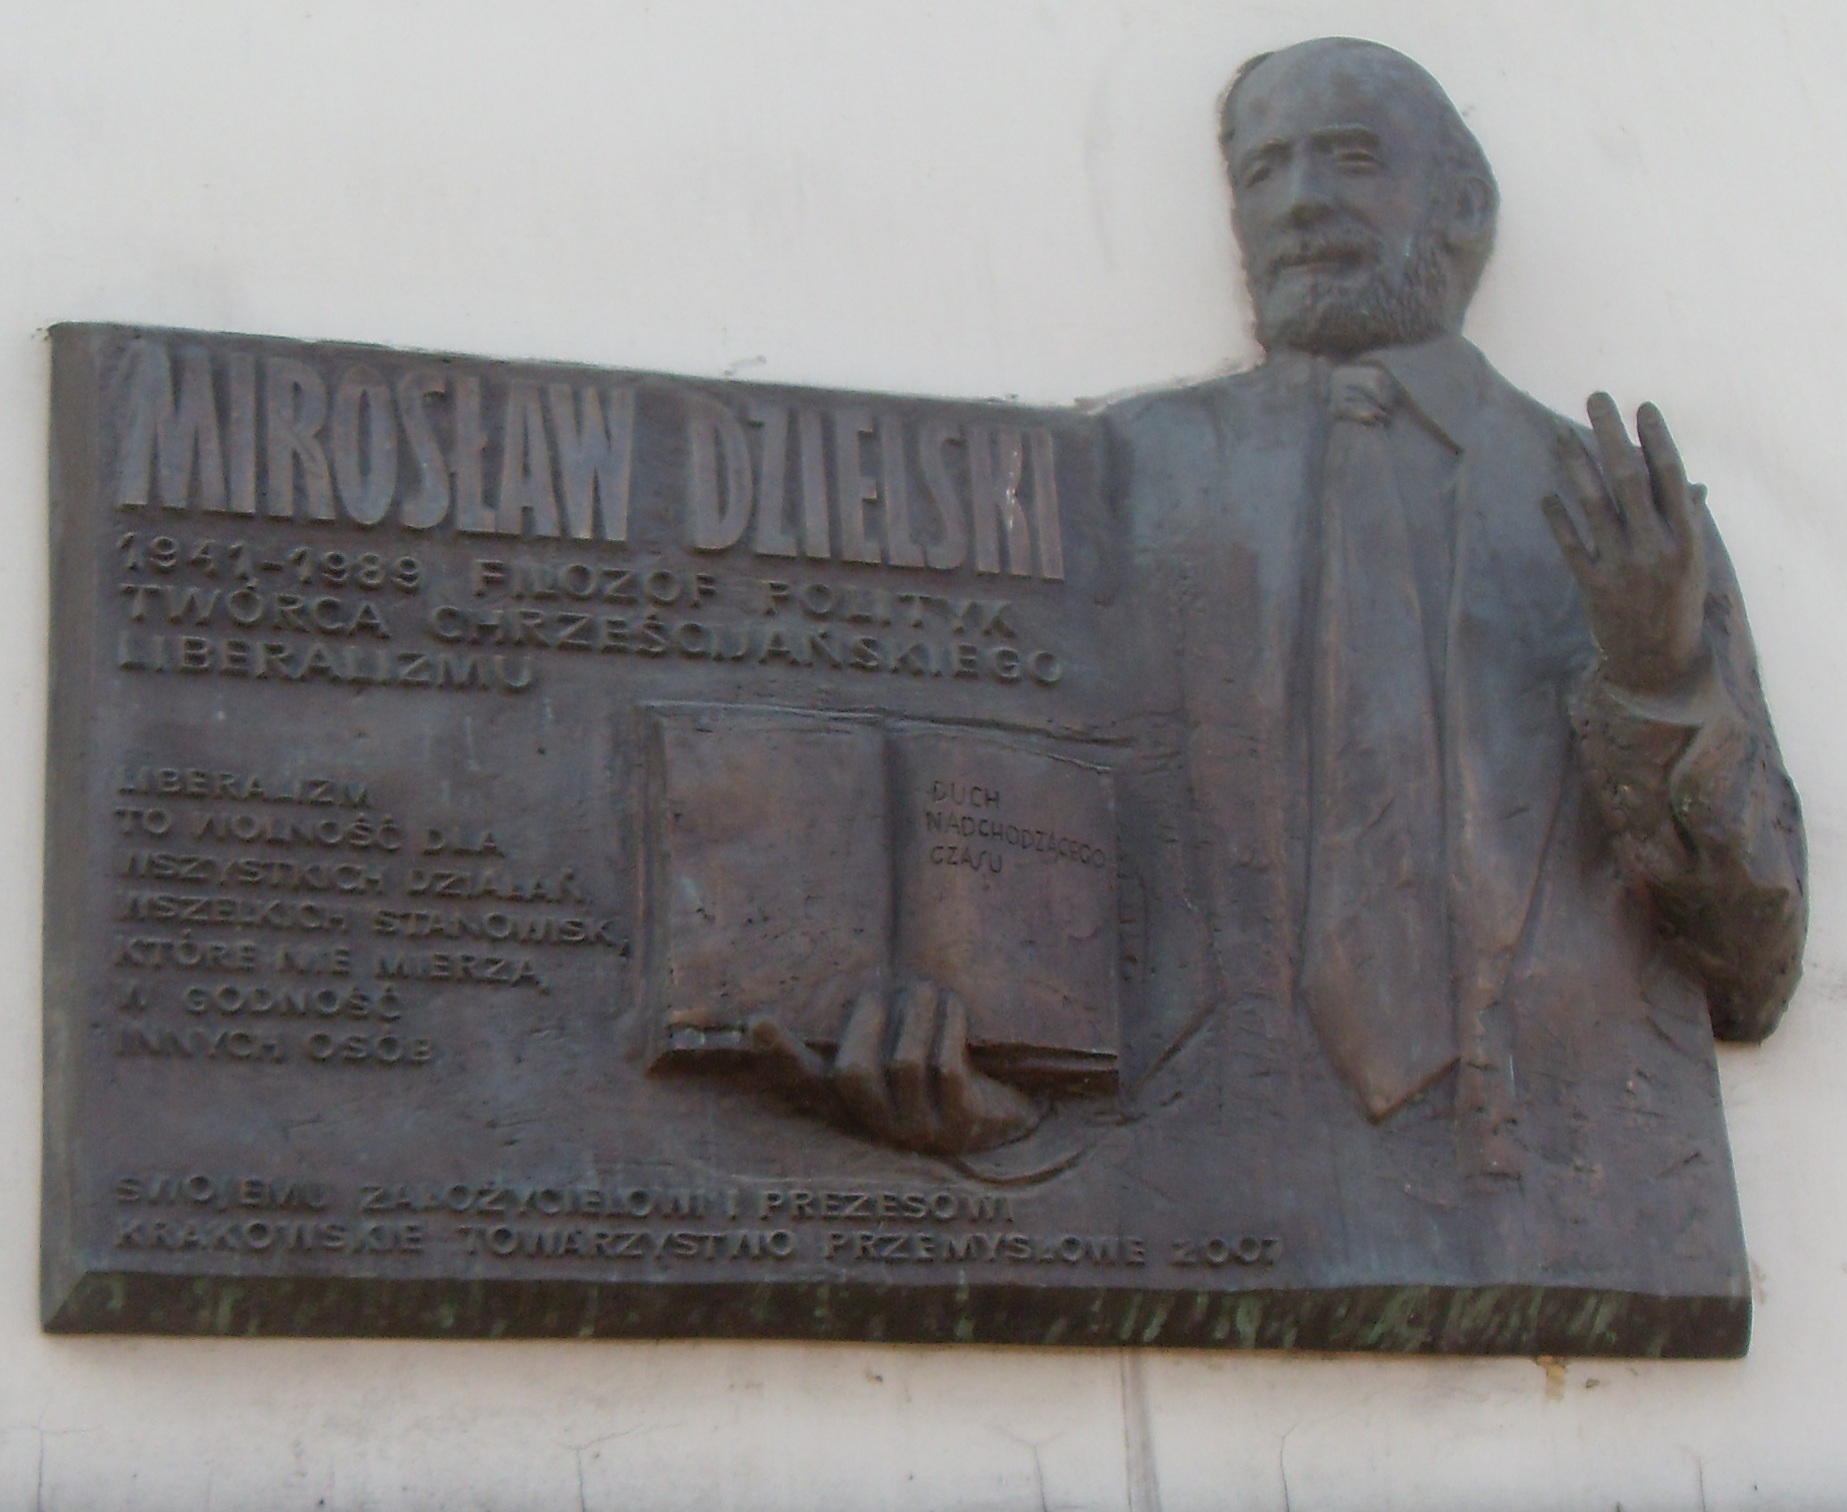 MIROSŁAW DZIELSKI
1941-1989 FILOZOF POLITYK
TWÓRCA CHRZEŚCIJAŃSKIEGO
LIBERALIZMU
LIBERALIZM
TO WOLNOŚĆ DLA
WSZYSTKICH DZIAŁAŃ,
WSZELKICH STANOWISK,
KTÓRE NIE MIERZĄ
W GODNOŚĆ
INNYCH OSÓB
DUCH
NADCHODZĄCEGO
CZASU
SWOJEMU ZAŁOŻYCIELOWI I PREZESOWI
KRAKOWSKIE TOWARZYSTWO PRZEMYSŁOWE 2007